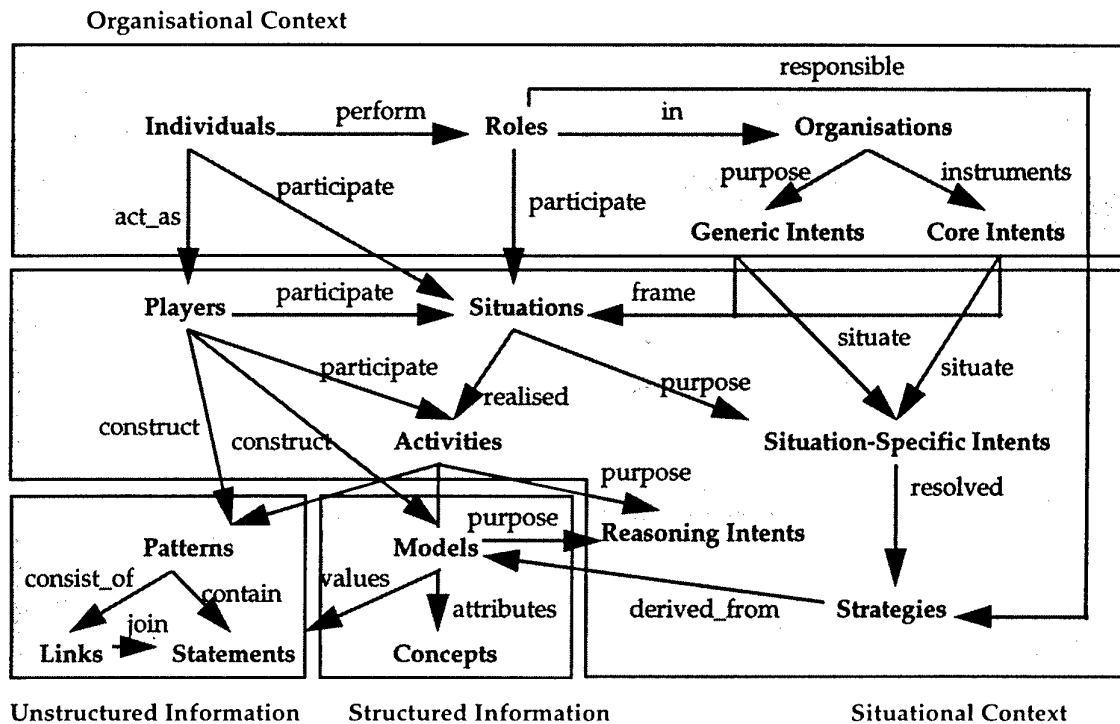 Organisational Context
responsible
perform
in
Individuals
Roles
Organisations
purpose
instruments
participate
act_as
participate
Generic Intents
Core Intents
participate
frame
Players
Situations
situate
participate
purpose
situate
realised
construct
construct
Activities
Situation-Specific Intents
purpose
resolved
purpose
Reasoning Intents
Patterns
Models
consist_of
values
contain
attributes
derived_from
Strategies
join
Links
Statements
Concepts
Unstructured Information
Structured Information
Situational Context